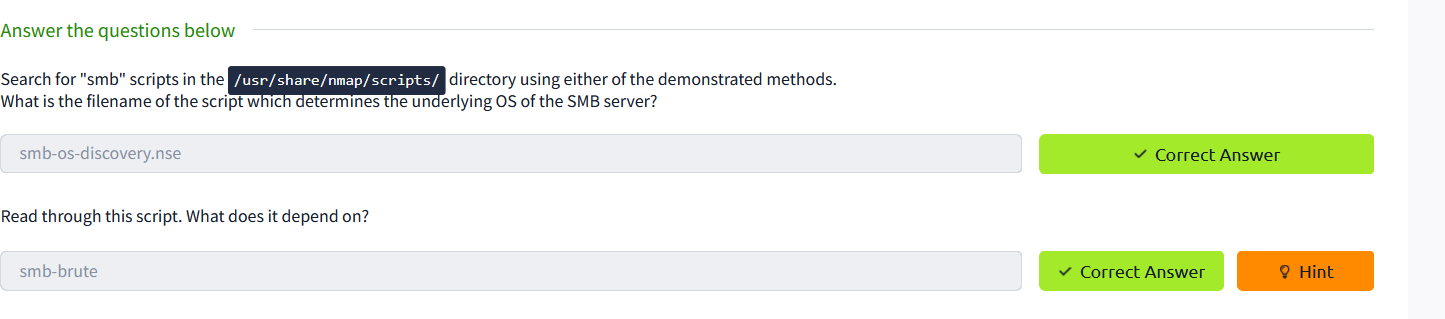 Answer the questions below
Search for "smb" scripts in the /usr/share/nmap/scripts/ directory using either of the demonstrated methods.
What is the filename of the script which determines the underlying OS of the SMB server?
smb-os-discovery.nse
Correct Answer
Read through this script. What does it depend on?
smb-brute
Correct Answer
Hint